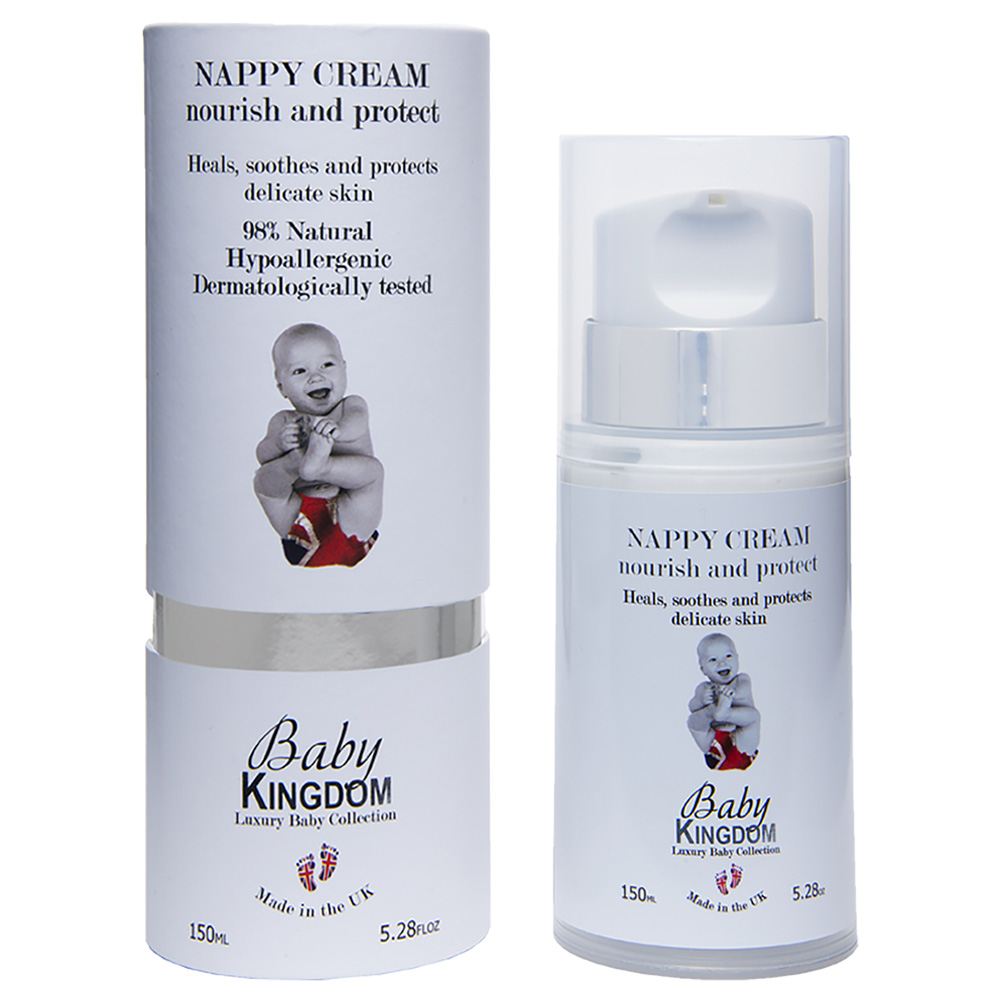 NAPPY CREAM
nourish and protect
Heals, soothes and protects
delicate skin
98% Natural
Hypoallergenic
Dermatologically tested
Baby
KINGDOM
Luxury Baby Collection
Made in the UK
150ML
5.28FLOZ
NAPPY CREAM
nourish and protect
Heals, soothes and protects
delicate skin
Baby
KINGDOM
Luxury Baby Collection
Made in the UK
150ML
5.28oz